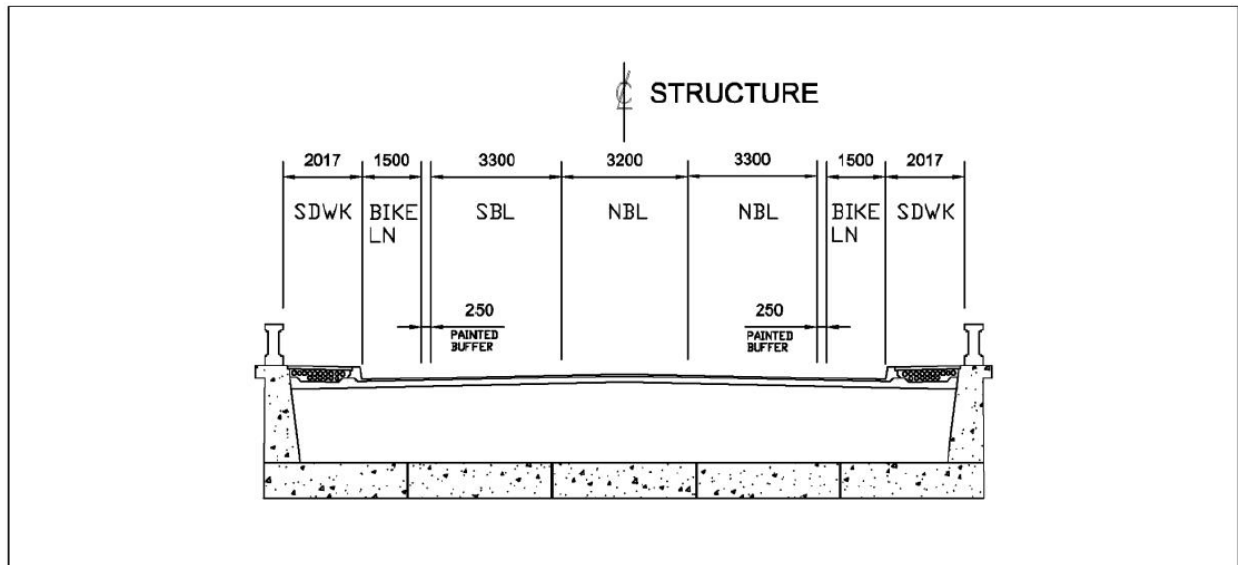 ℄ STRUCTURE
2017 1500 3300 3200 3300 1500 2017
SDWK BIKE SBL NBL NBL BIKE SDWK
LN LN
250 250
PAINTED PAINTED
BUFFER BUFFER